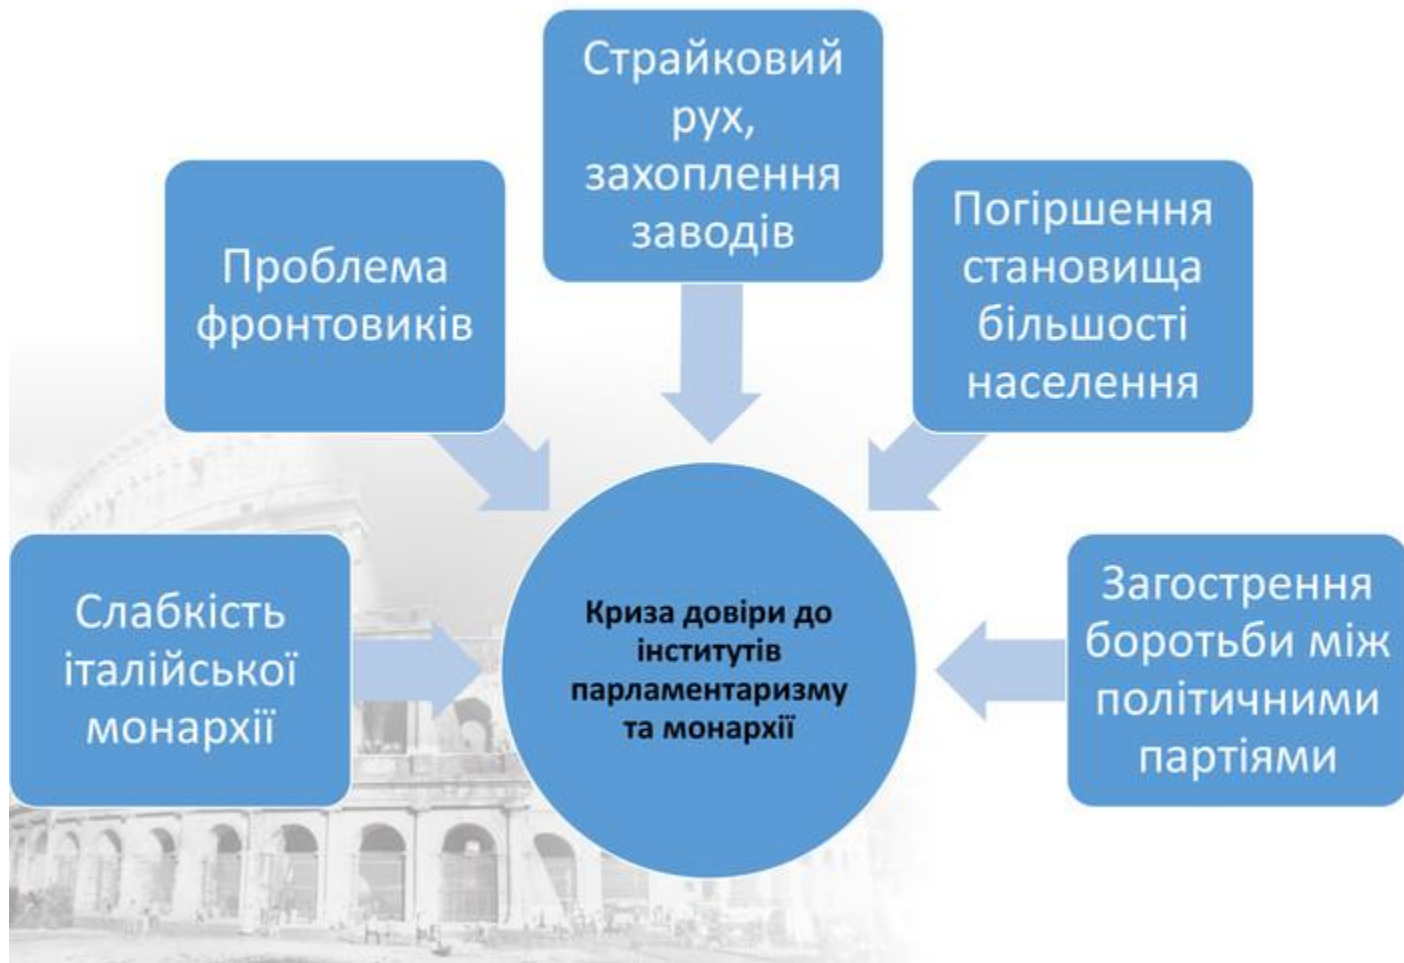 Страйковий
рух,
захоплення
заводів
Проблема
фронтовиків
Погіршення
становища
більшості
населення
Слабкість
італійської
монархії
Криза довіри до
інститутів
парламентаризму
та монархії
Загострення
боротьби між
політичними
партіями